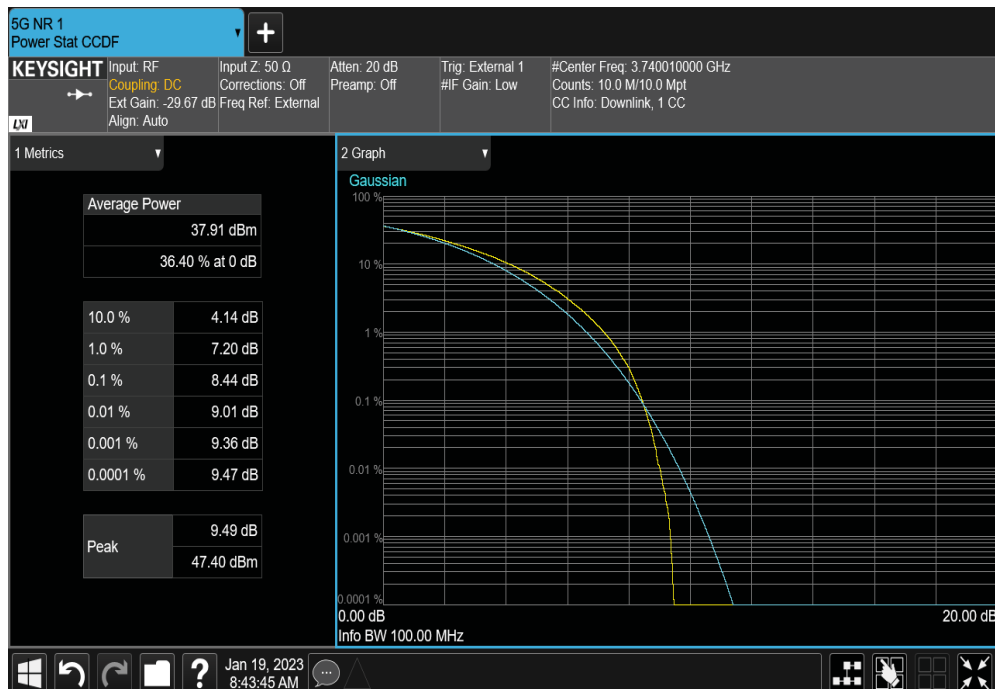 5G NR 1
Power Stat CCDF
+
KEYSIGHT
LXI
Input: RF
Coupling: DC
Ext Gain: -29.67 dB
Align: Auto
Input Z: 50 Ω
Corrections: Off
Freq Ref: External
Atten: 20 dB
Preamp: Off
Trig: External 1
#IF Gain: Low
#Center Freq: 3.740010000 GHz
Counts: 10.0 M/10.0 Mpt
CC Info: Downlink, 1 CC
1 Metrics
Average Power
37.91 dBm
36.40 % at 0 dB
10.0 % 4.14 dB
1.0 % 7.20 dB
0.1 % 8.44 dB
0.01 % 9.01 dB
0.001 % 9.36 dB
0.0001 % 9.47 dB
Peak
9.49 dB
47.40 dBm
2 Graph
Gaussian
100 %
10 %
1 %
0.1 %
0.01 %
0.001 %
0.0001 %
0.00 dB 20.00 dB
Info BW 100.00 MHz
?
Jan 19, 2023
8:43:45 AM